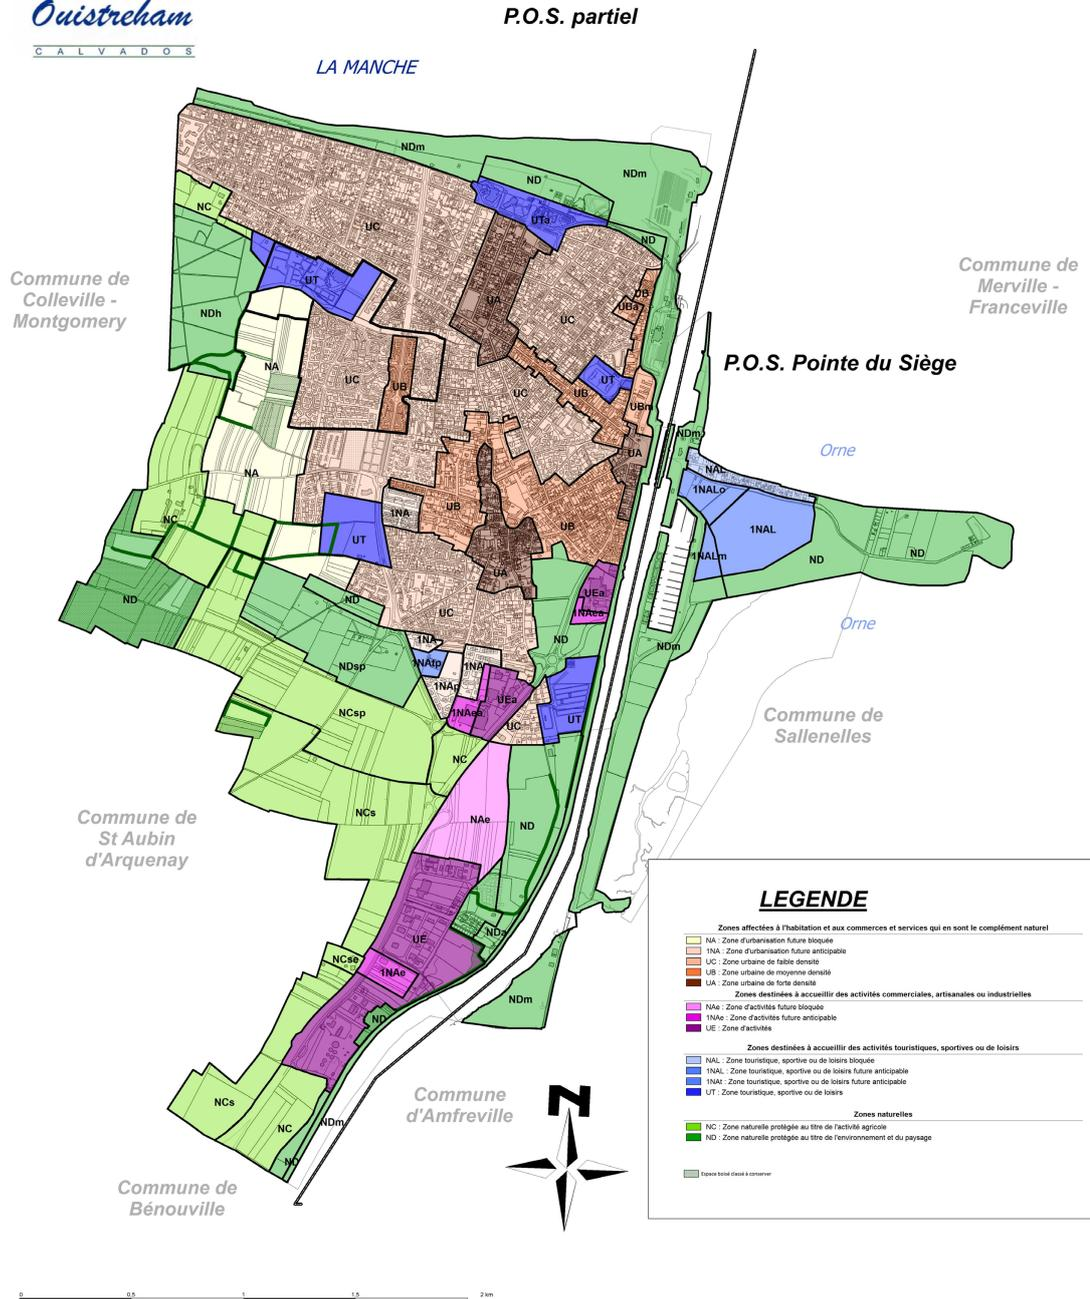 Ouistreham
CALVADOS
P.O.S. partiel
LA MANCHE
NDm
ND
NDm
NC
UTa
UC
ND
Commune de
Colleville -
Montgomery
Commune de
Merville -
Franceville
UT
UB
UA
UBa
NDh
UC
P.O.S. Pointe du Siège
NA
UC
UB
UT
UC
UB
UBm
NDm
Orne
UA
NAL
NA
1NALo
UB
1NA
NC
UB
1NAL
UT
1NALm
ND
ND
UA
ND
ND
UEa
1NAea
UC
Orne
1NA
ND
NDm
NDsp
1NAtp
1NA
1NAp
UEa
NCsp
1NAea
UC
UT
Commune de
Sallenelles
NC
NCs
NAe
ND
Commune de
St Aubin
d'Arquenay
UE
NDa
NCse
1NAe
NDm
ND
NCs
NC
NDm
ND
Commune
d'Amfreville
Commune de
Bénouville
N
LEGENDE
Zones affectées à l'habitation et aux commerces et services qui en sont le complément naturel
NA : Zone d'urbanisation future bloquée
1NA : Zone d'urbanisation future anticipable
UC : Zone urbaine de faible densité
UB : Zone urbaine de moyenne densité
UA : Zone urbaine de forte densité
Zones destinées à accueillir des activités commerciales, artisanales ou industrielles
NAe : Zone d'activités future bloquée
1NAe : Zone d'activités future anticipable
UE : Zone d'activités
Zones destinées à accueillir des activités touristiques, sportives ou de loisirs
NAL : Zone touristique, sportive ou de loisirs bloquée
1NAL : Zone touristique, sportive ou de loisirs future anticipable
1NAt : Zone touristique, sportive ou de loisirs future anticipable
UT : Zone touristique, sportive ou de loisirs
Zones naturelles
NC : Zone naturelle protégée au titre de l'activité agricole
ND : Zone naturelle protégée au titre de l'environnement et du paysage
Espace boisé classé à conserver
0 0,5 1 1,5 2 km